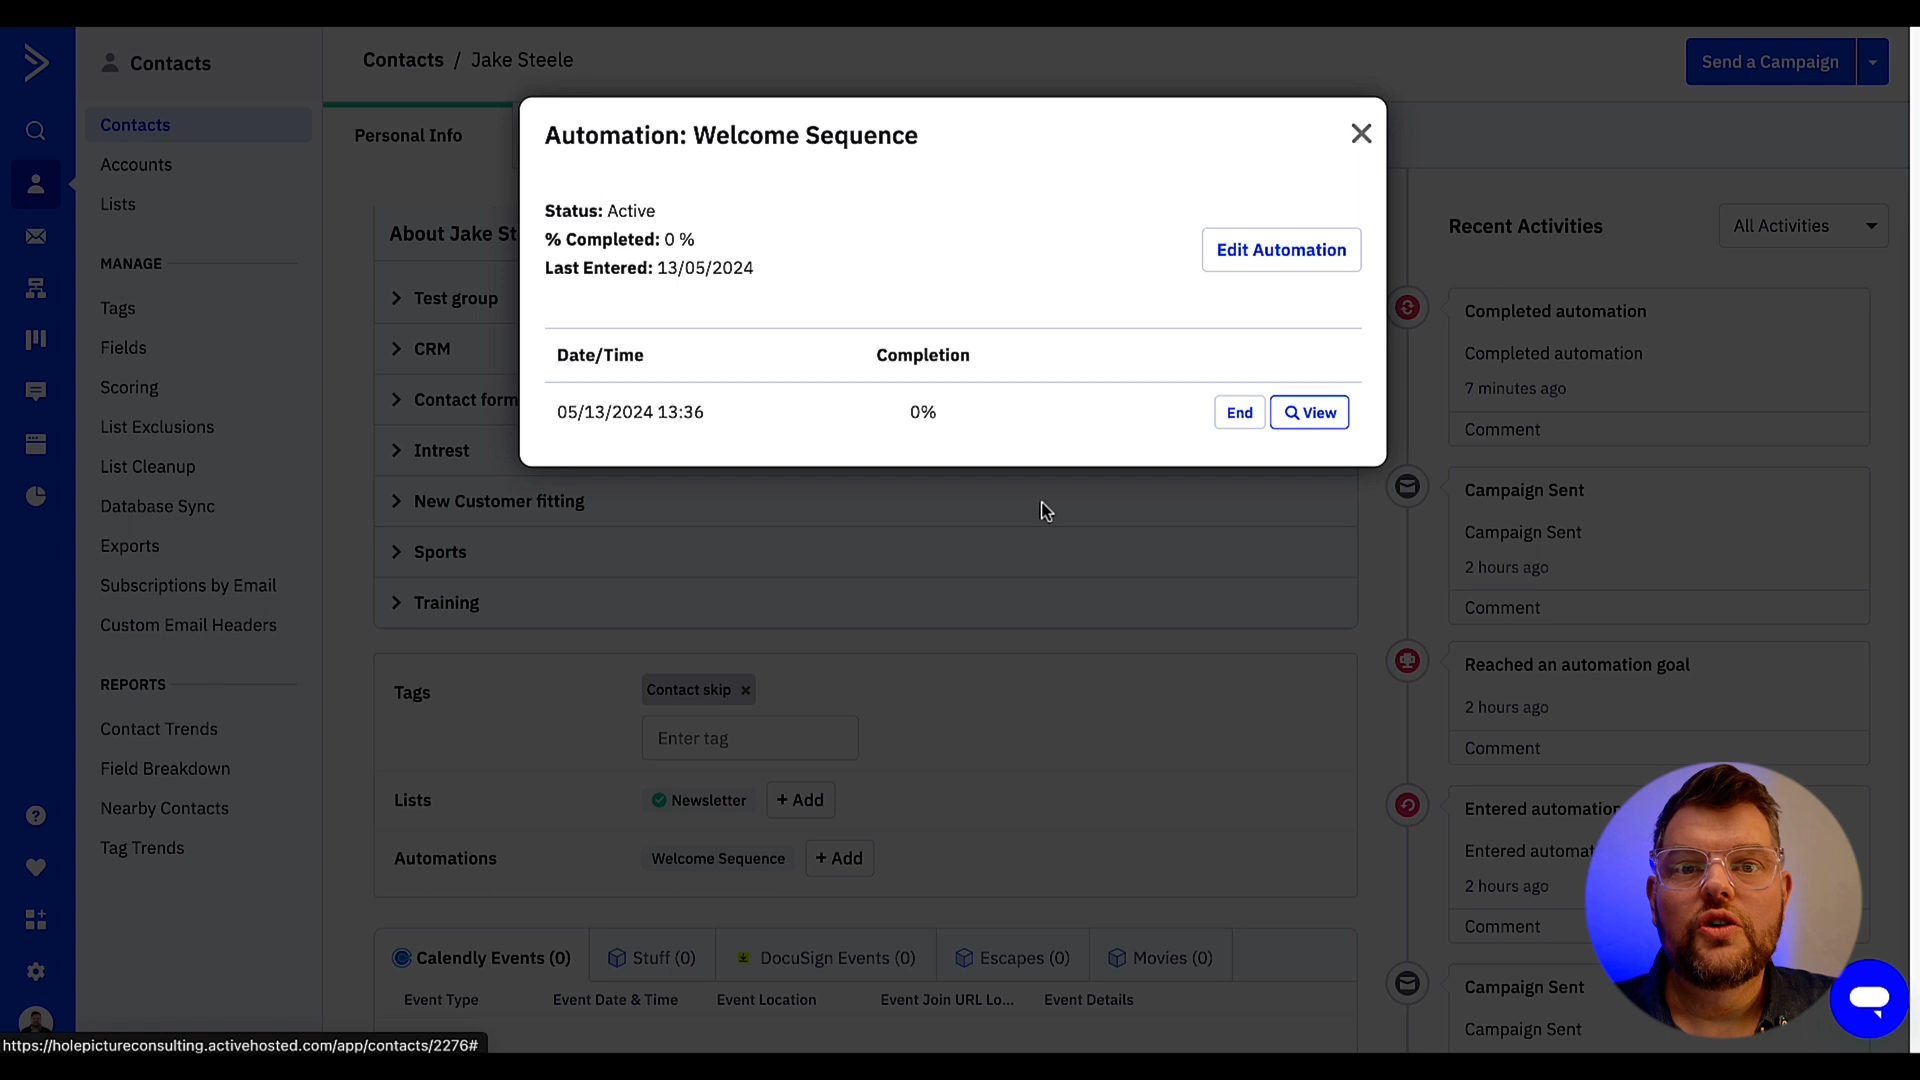 Contacts
Contacts / Jake Steele
Send a Campaign
Contacts
Accounts
Lists
MANAGE
Tags
Fields
Scoring
List Exclusions
List Cleanup
Database Sync
Exports
Subscriptions by Email
Custom Email Headers
REPORTS
Contact Trends
Field Breakdown
Nearby Contacts
Tag Trends
Personal Info
Automation: Welcome Sequence
Status: Active
% Completed: 0 %
Last Entered: 13/05/2024
Edit Automation
Date/Time Completion
05/13/2024 13:36 0% End View
About Jake St
Test group
CRM
Contact form
Intrest
New Customer fitting
Sports
Training
Tags Contact skip ×
Enter tag
Lists Newsletter + Add
Automations Welcome Sequence + Add
Calendly Events (0) Stuff (0) DocuSign Events (0) Escapes (0) Movies (0)
Event Type Event Date & Time Event Location Event Join URL Lo... Event Details
Recent Activities All Activities
Completed automation
Completed automation
7 minutes ago
Comment
Campaign Sent
Campaign Sent
2 hours ago
Comment
Reached an automation goal
2 hours ago
Comment
Entered automation
Entered automat
2 hours ago
Comment
Campaign Sent
Campaign Sent
https://holepictureconsulting.activehosted.com/app/contacts/2276#